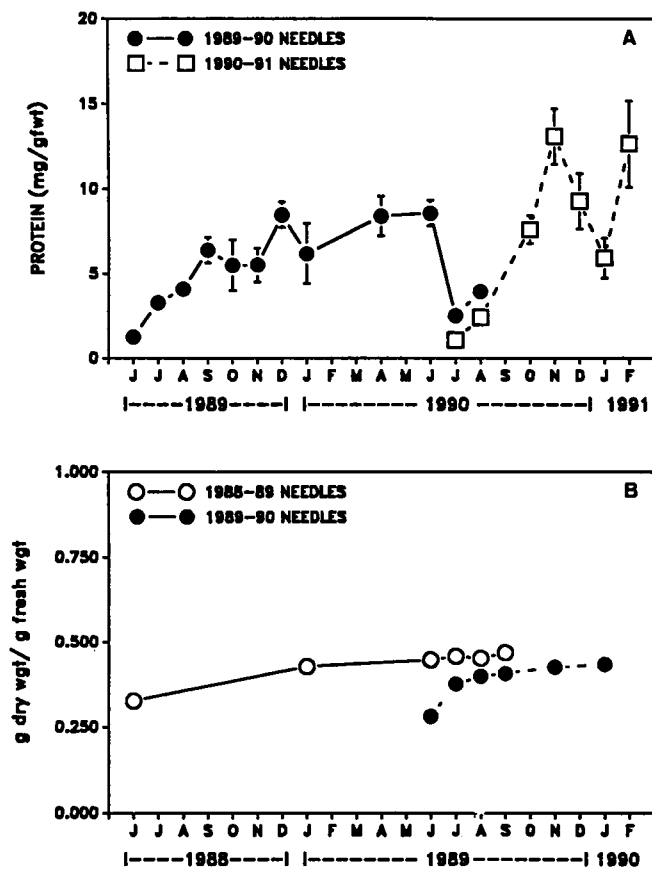 20
15
10
5
0
PROTEIN (mg/gfwt)
1989-90 NEEDLES
1990-91 NEEDLES
A
J J A S O N D J F M A M J J A S O N D J F
|------1989------| |-----------1990-----------| 1991
1.000
0.750
0.500
0.250
0.000
g dry wgt/ g fresh wgt
1988-89 NEEDLES
1989-90 NEEDLES
B
J J A S O N D J F M A M J J A S O N D J F
|------1988------| |-----------1989-----------| 1990